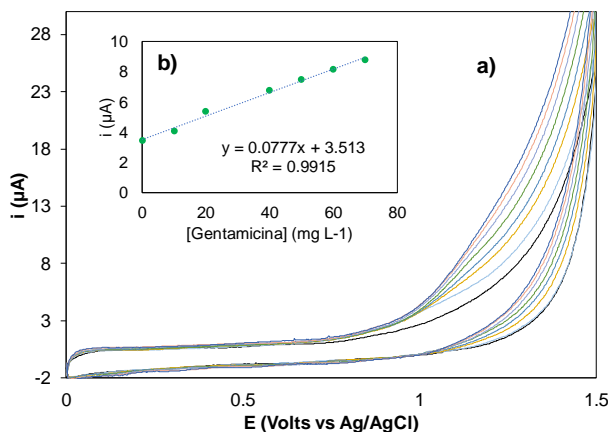 28
23
18
13
8
3
-2
i (µA)
a)
b)
10
8
6
4
2
0
i (µA)
y = 0.0777x + 3.513
R² = 0.9915
0 20 40 60 80
[Gentamicina] (mg L-1)
0 0.5 1 1.5
E (Volts vs Ag/AgCl)